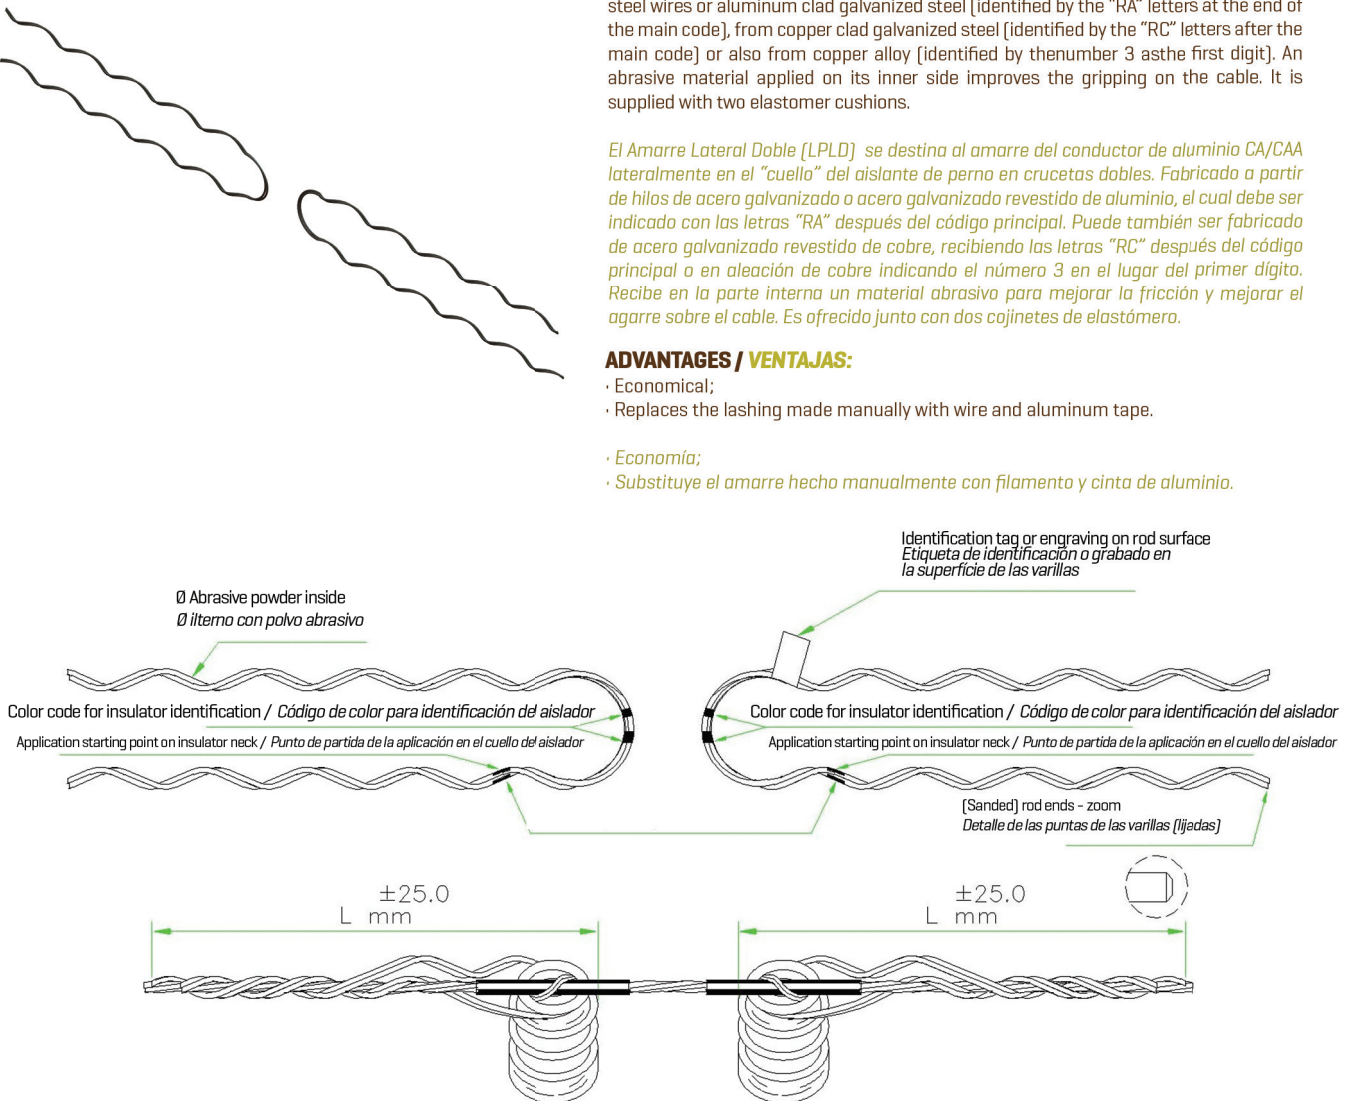 steel wires or aluminum clad galvanized steel (identified by the "RA" letters at the end of
the main code), from copper clad galvanized steel (identified by the "RC" letters after the
main code) or also from copper alloy (identified by thenumber 3 asthe first digit). An
abrasive material applied on its inner side improves the gripping on the cable. It is
supplied with two elastomer cushions.
El Amarre Lateral Doble (LPLD) se destina al amarre del conductor de aluminio CA/CAA
lateralmente en el "cuello" del aislante de perno en crucetas dobles. Fabricado a partir
de hilos de acero galvanizado o acero galvanizado revestido de aluminio, el cual debe ser
indicado con las letras "RA" después del código principal. Puede también ser fabricado
de acero galvanizado revestido de cobre, recibiendo las letras "RC" después del código
principal o en aleación de cobre indicando el número 3 en el lugar del primer dígito.
Recibe en la parte interna un material abrasivo para mejorar la fricción y mejorar el
agarre sobre el cable. Es ofrecido junto con dos cojinetes de elastómero.
ADVANTAGES / VENTAJAS:
· Economical;
· Replaces the lashing made manually with wire and aluminum tape.
· Economía;
· Substituye el amarre hecho manualmente con filamento y cinta de aluminio.
Identification tag or engraving on rod surface
Etiqueta de identificación o grabado en
la superfície de las varillas
Ø Abrasive powder inside
Ø ilterno con polvo abrasivo
Color code for insulator identification / Código de color para identificación del aislador
Color code for insulator identification / Código de color para identificación del aislador
Application starting point on insulator neck / Punto de partida de la aplicación en el cuello del aislador
Application starting point on insulator neck / Punto de partida de la aplicación en el cuello del aislador
(Sanded) rod ends - zoom
Detalle de las puntas de las varillas (lijadas)
±25.0
L mm
±25.0
L mm